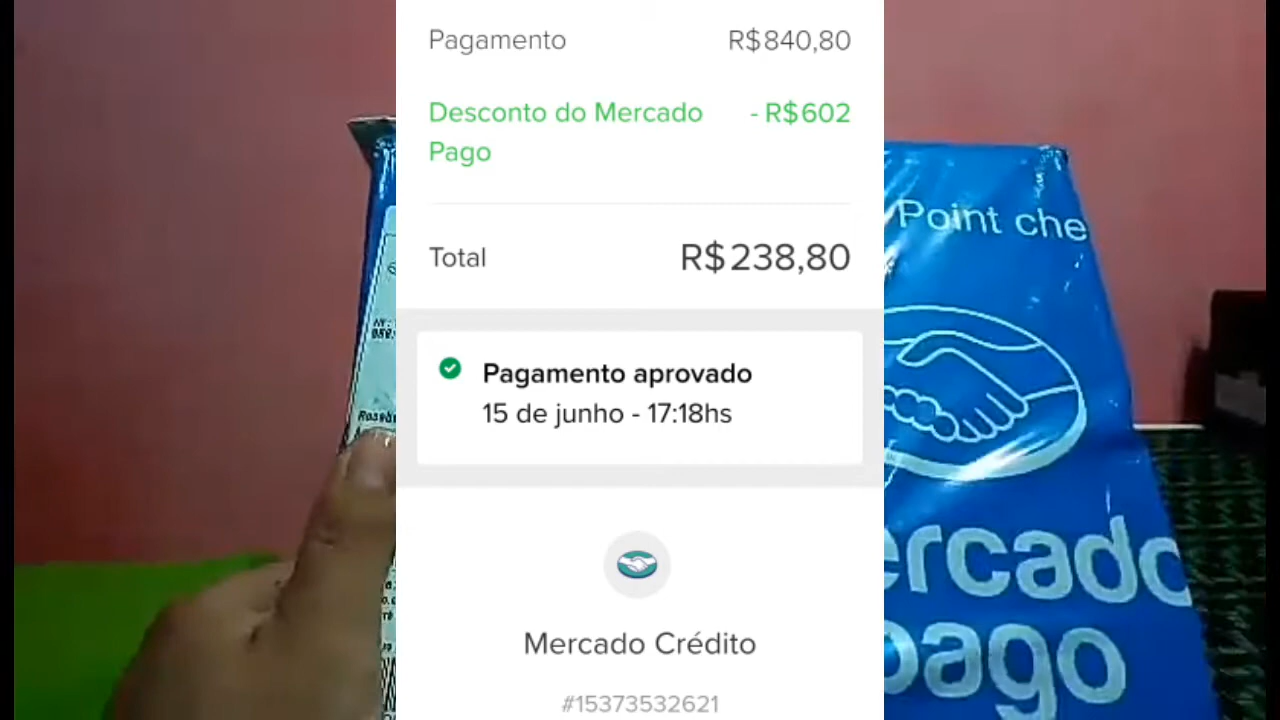 Pagamento R$840,80
Desconto do Mercado - R$602
Pago
Total R$238,80
Pagamento aprovado
15 de junho - 17:18hs
Mercado Crédito
#15373532621
Point che
ercado
pago